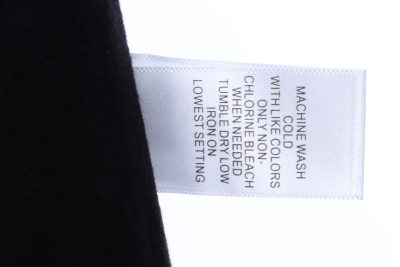 MACHINE WASH
COLD
WITH LIKE COLORS
ONLY NON-
CHLORINE BLEACH
WHEN NEEDED
TUMBLE DRY LOW
IRON ON
LOWEST SETTING